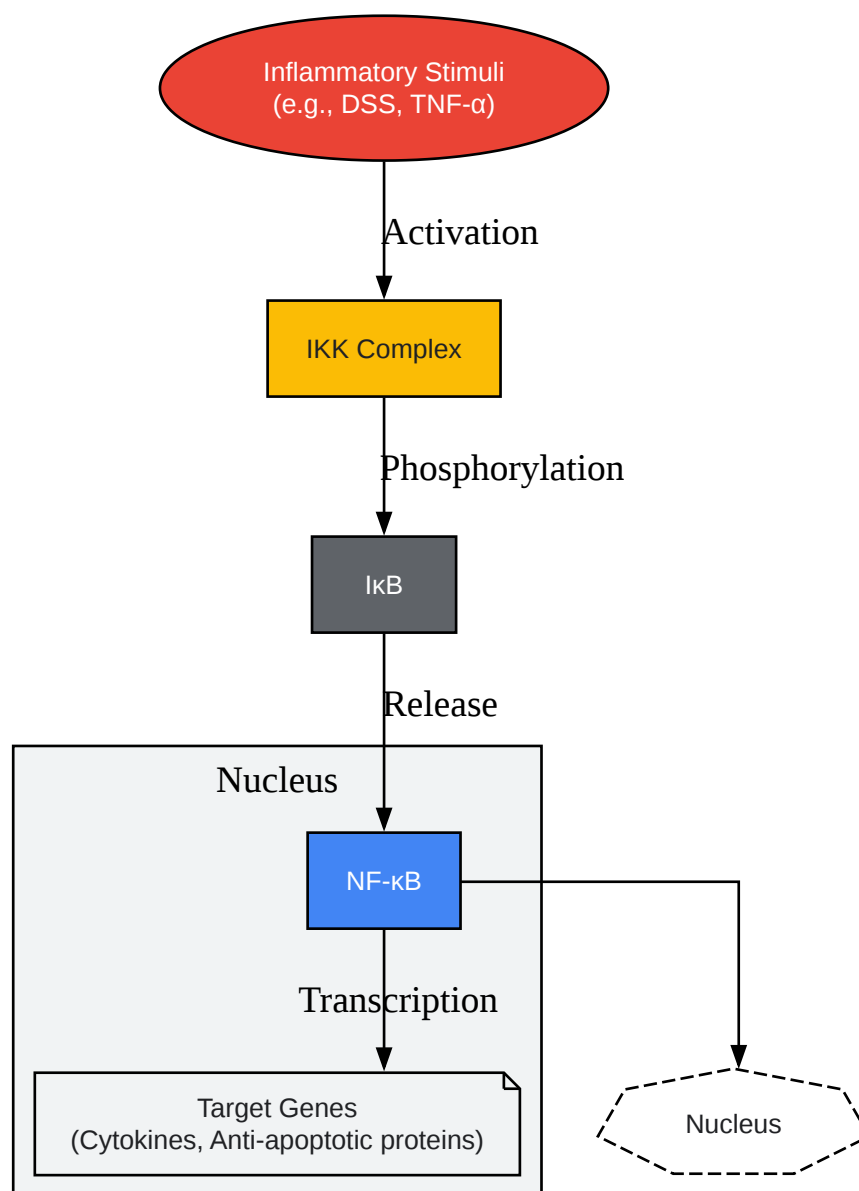 Inflammatory Stimuli
(e.g., DSS, TNF-α)
Activation
IKK Complex
Phosphorylation
IκB
Release
Nucleus
NF-κB
Transcription
Target Genes
(Cytokines, Anti-apoptotic proteins)
Nucleus